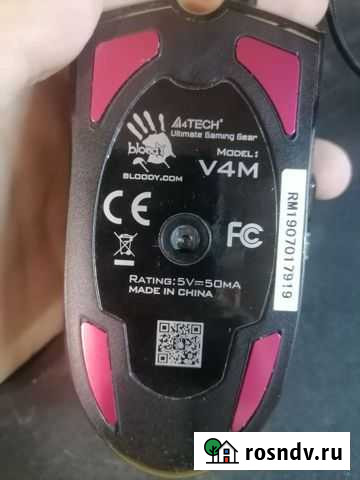 A4TECH®
Ultimate Gaming Gear
bloody
MODEL:
BLOODY.COM
V4M
CE
FC
RM1907017919
RATING: 5V⎓50MA
MADE IN CHINA
rosndv.ru